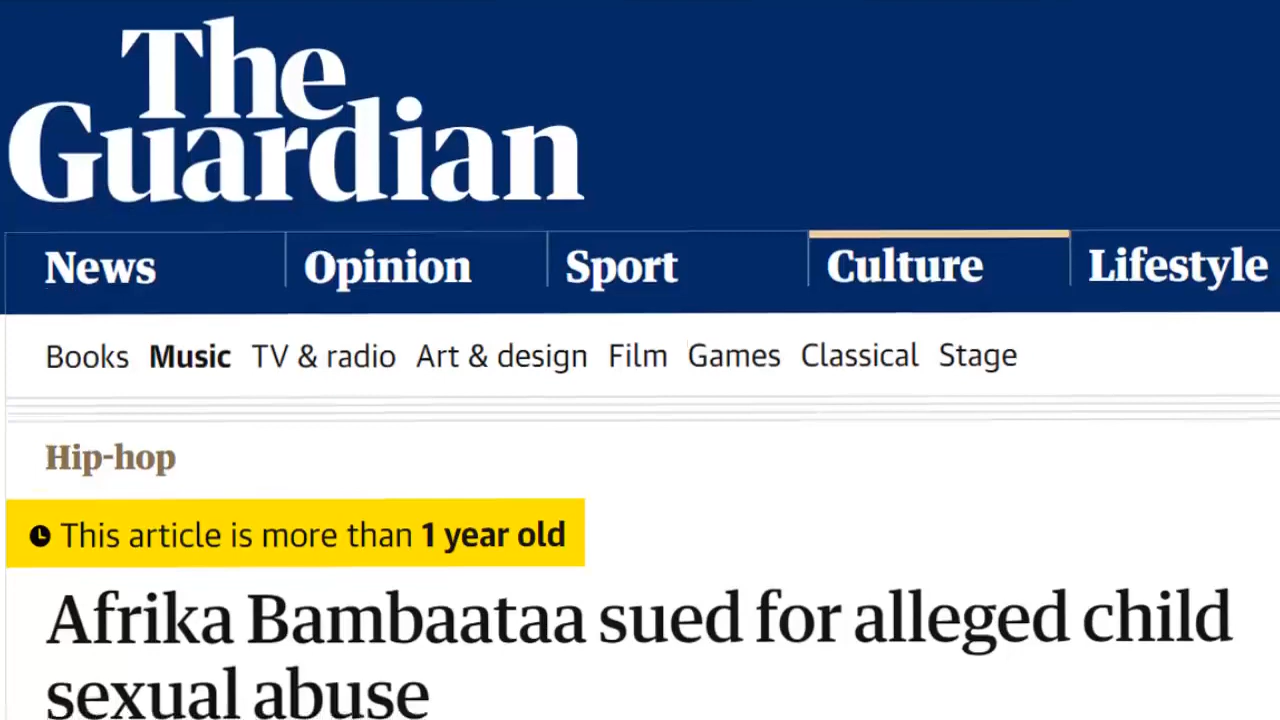 The
Guardian
News Opinion Sport Culture Lifestyle
Books Music TV & radio Art & design Film Games Classical Stage
Hip-hop
This article is more than 1 year old
Afrika Bambaataa sued for alleged child
sexual abuse